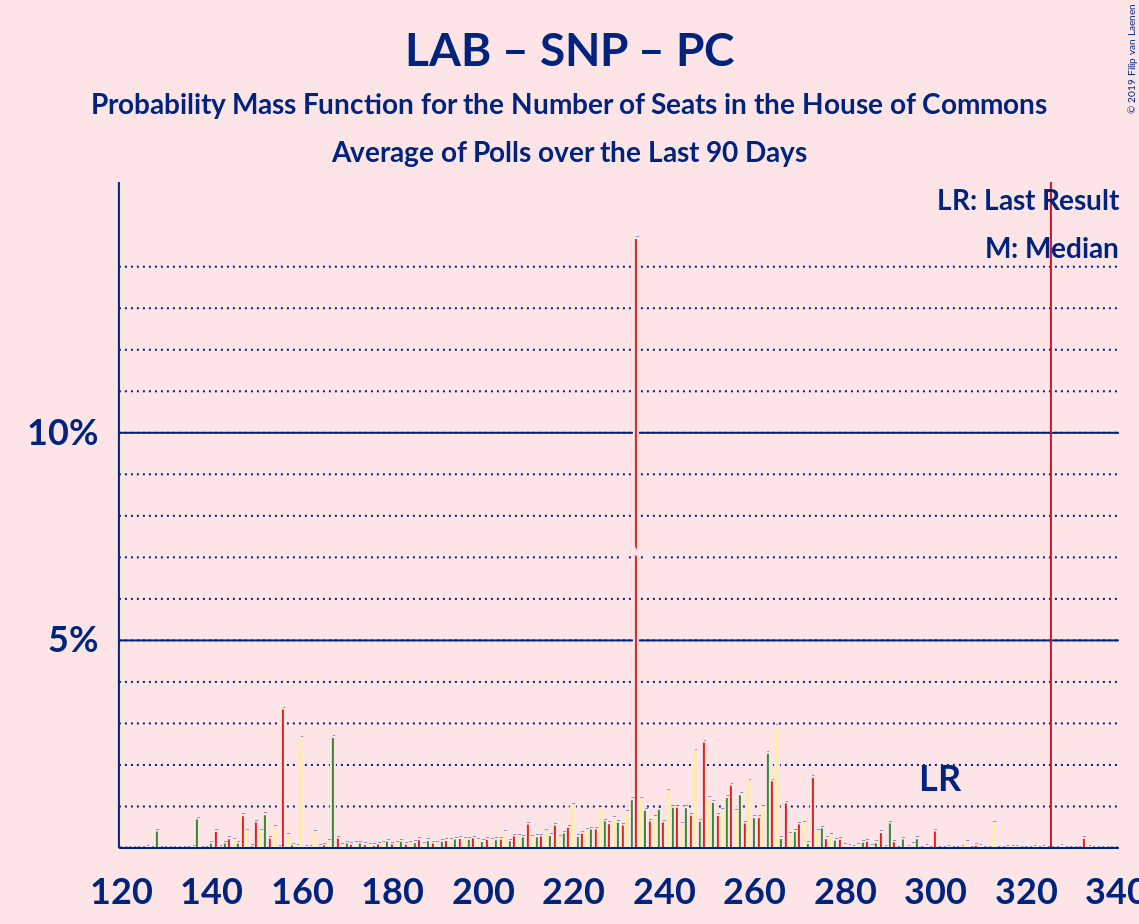 LAB – SNP – PC
Probability Mass Function for the Number of Seats in the House of Commons
Average of Polls over the Last 90 Days
© 2019 Filip van Laenen
LR: Last Result
M: Median
10%
5%
LR
120 140 160 180 200 220 240 260 280 300 320 340